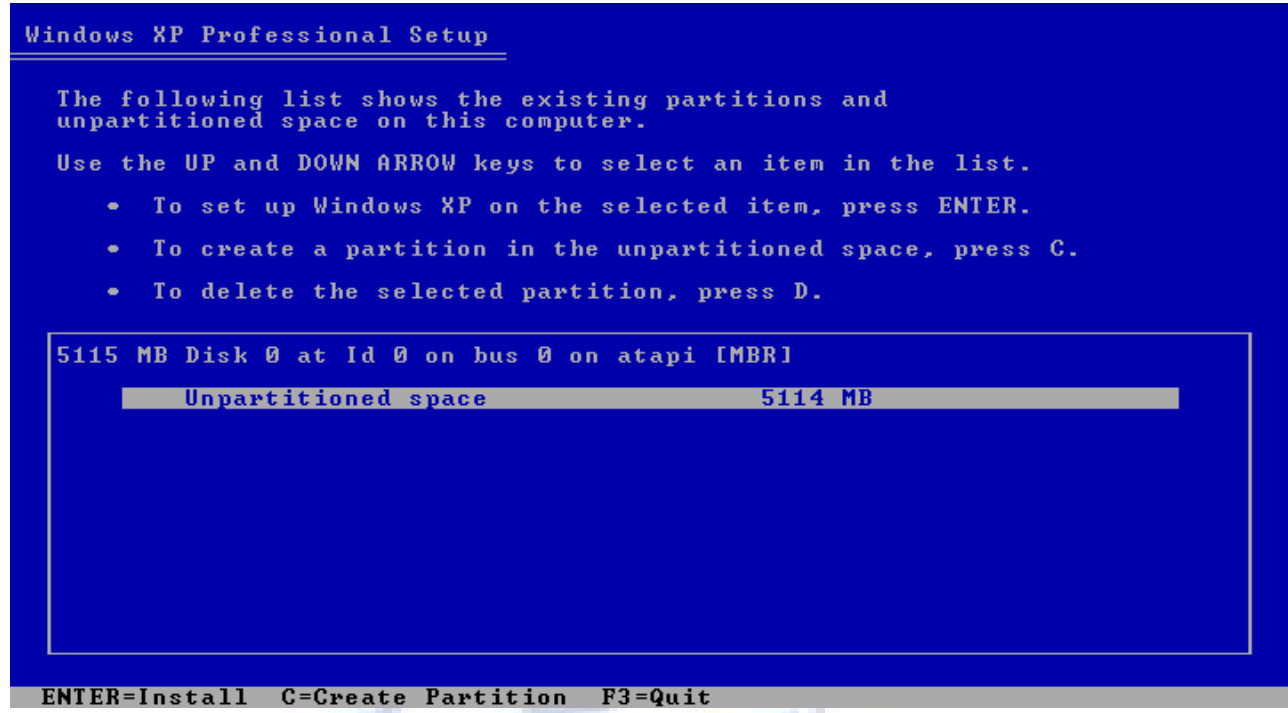 Windows XP Professional Setup
The following list shows the existing partitions and
unpartitioned space on this computer.
Use the UP and DOWN ARROW keys to select an item in the list.
• To set up Windows XP on the selected item, press ENTER.
• To create a partition in the unpartitioned space, press C.
• To delete the selected partition, press D.
5115 MB Disk 0 at Id 0 on bus 0 on atapi [MBR]
Unpartitioned space 5114 MB
ENTER=Install C=Create Partition F3=Quit